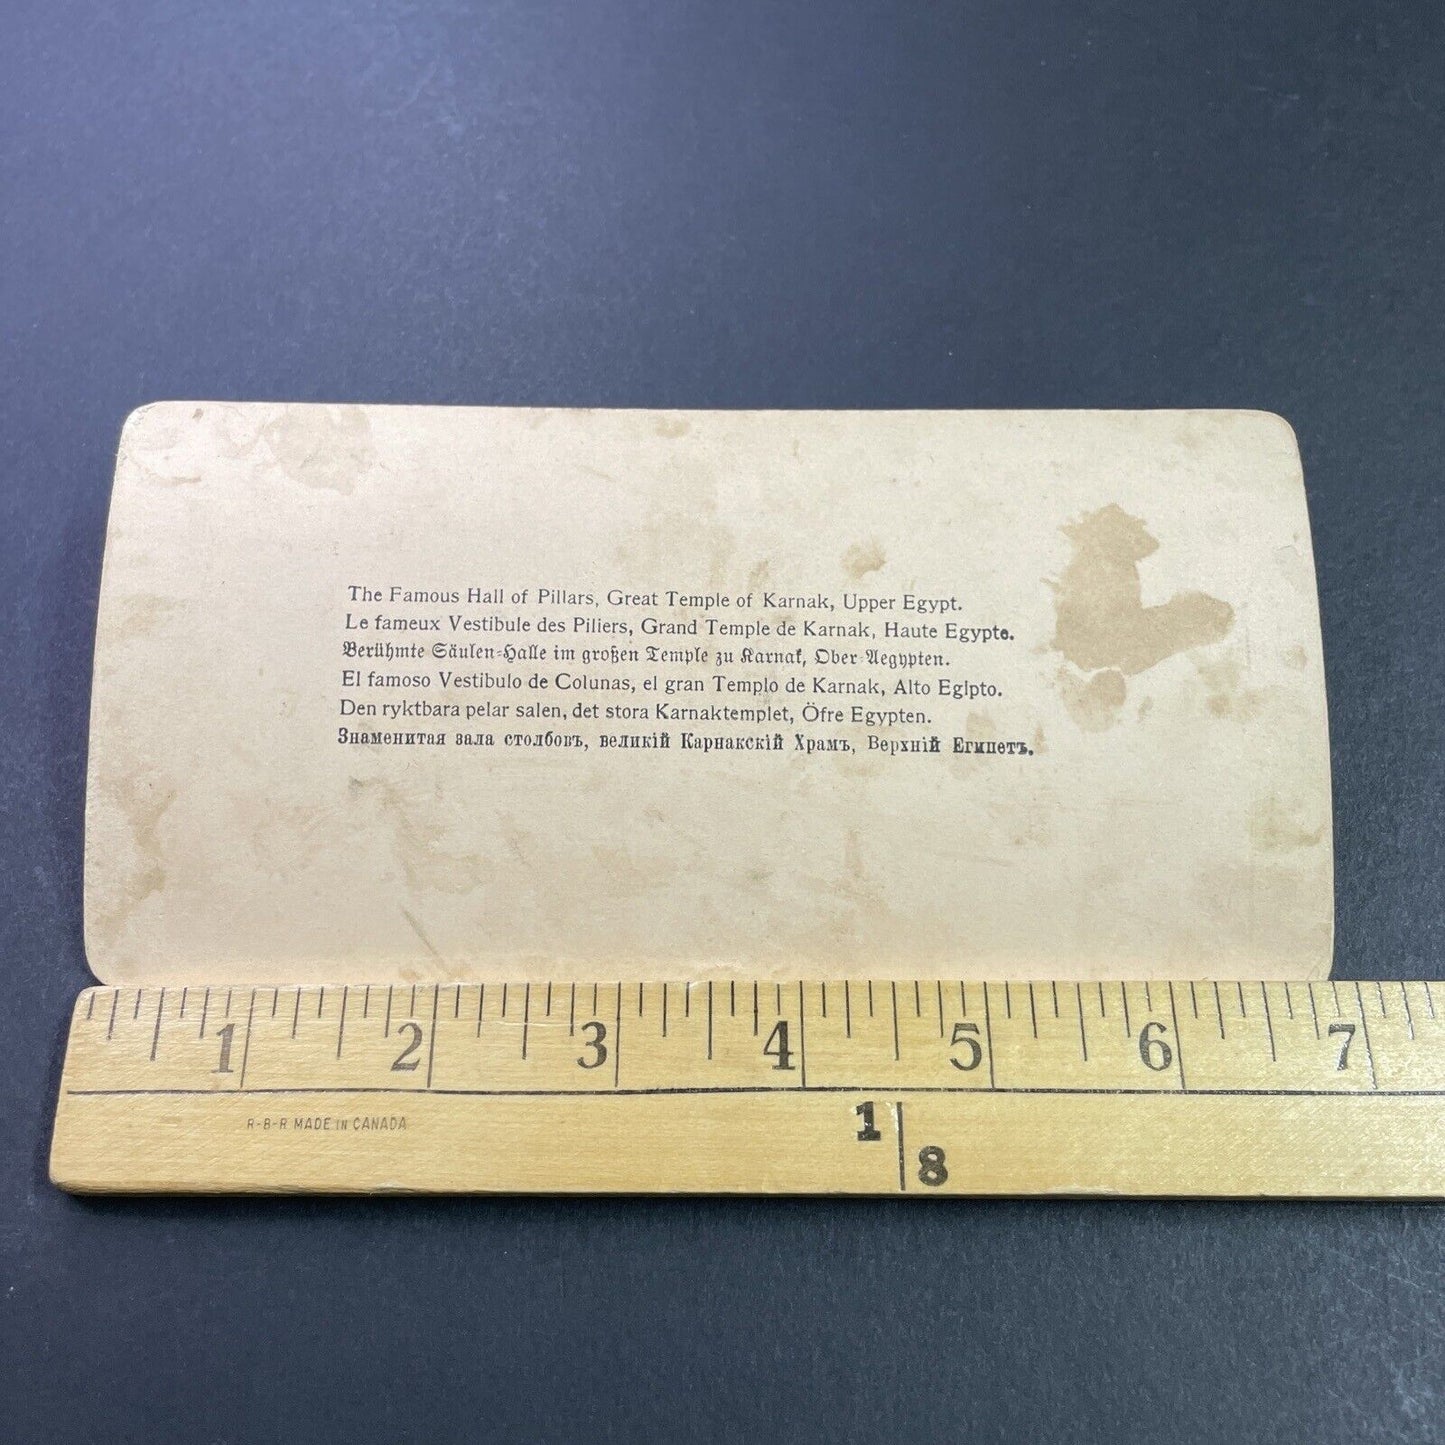 The Famous Hall of Pillars, Great Temple of Karnak, Upper Egypt.
Le fameux Vestibule des Piliers, Grand Temple de Karnak, Haute Egypte.
Berühmte Säulen-Halle im großen Temple zu Karnak, Ober-Aegypten.
El famoso Vestibulo de Colunas, el gran Templo de Karnak, Alto Egipto.
Den ryktbara pelar salen, det stora Karnaktemplet, Öfre Egypten.
Знаменитая зала столбовъ, великій Карнакскій Храмъ, Верхній Египетъ.
1 2 3 4 5 6 7
R-B-R MADE IN CANADA
1
8